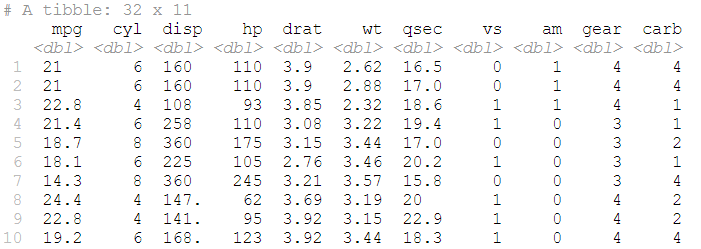 # A tibble: 32 x 11
mpg cyl disp hp drat wt qsec vs am gear carb
<dbl> <dbl> <dbl> <dbl> <dbl> <dbl> <dbl> <dbl> <dbl> <dbl> <dbl>
1 21 6 160 110 3.9 2.62 16.5 0 1 4 4
2 21 6 160 110 3.9 2.88 17.0 0 1 4 4
3 22.8 4 108 93 3.85 2.32 18.6 1 1 4 1
4 21.4 6 258 110 3.08 3.22 19.4 1 0 3 1
5 18.7 8 360 175 3.15 3.44 17.0 0 0 3 2
6 18.1 6 225 105 2.76 3.46 20.2 1 0 3 1
7 14.3 8 360 245 3.21 3.57 15.8 0 0 3 4
8 24.4 4 147. 62 3.69 3.19 20 1 0 4 2
9 22.8 4 141. 95 3.92 3.15 22.9 1 0 4 2
10 19.2 6 168. 123 3.92 3.44 18.3 1 0 4 4